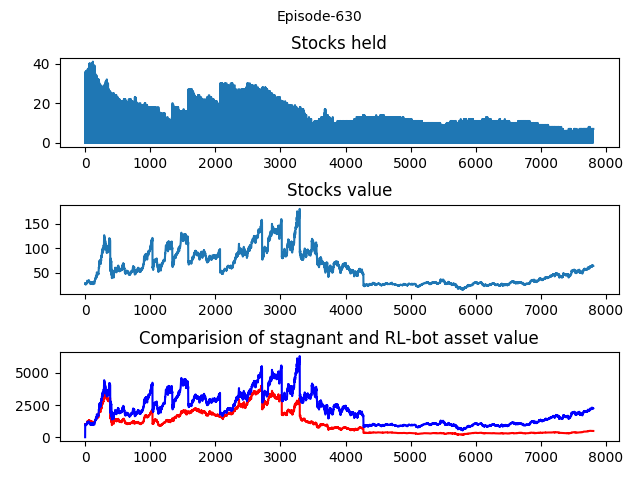 Episode-630
Stocks held
40
20
0
0 1000 2000 3000 4000 5000 6000 7000 8000
Stocks value
150
100
50
0 1000 2000 3000 4000 5000 6000 7000 8000
Comparision of stagnant and RL-bot asset value
5000
2500
0
0 1000 2000 3000 4000 5000 6000 7000 8000